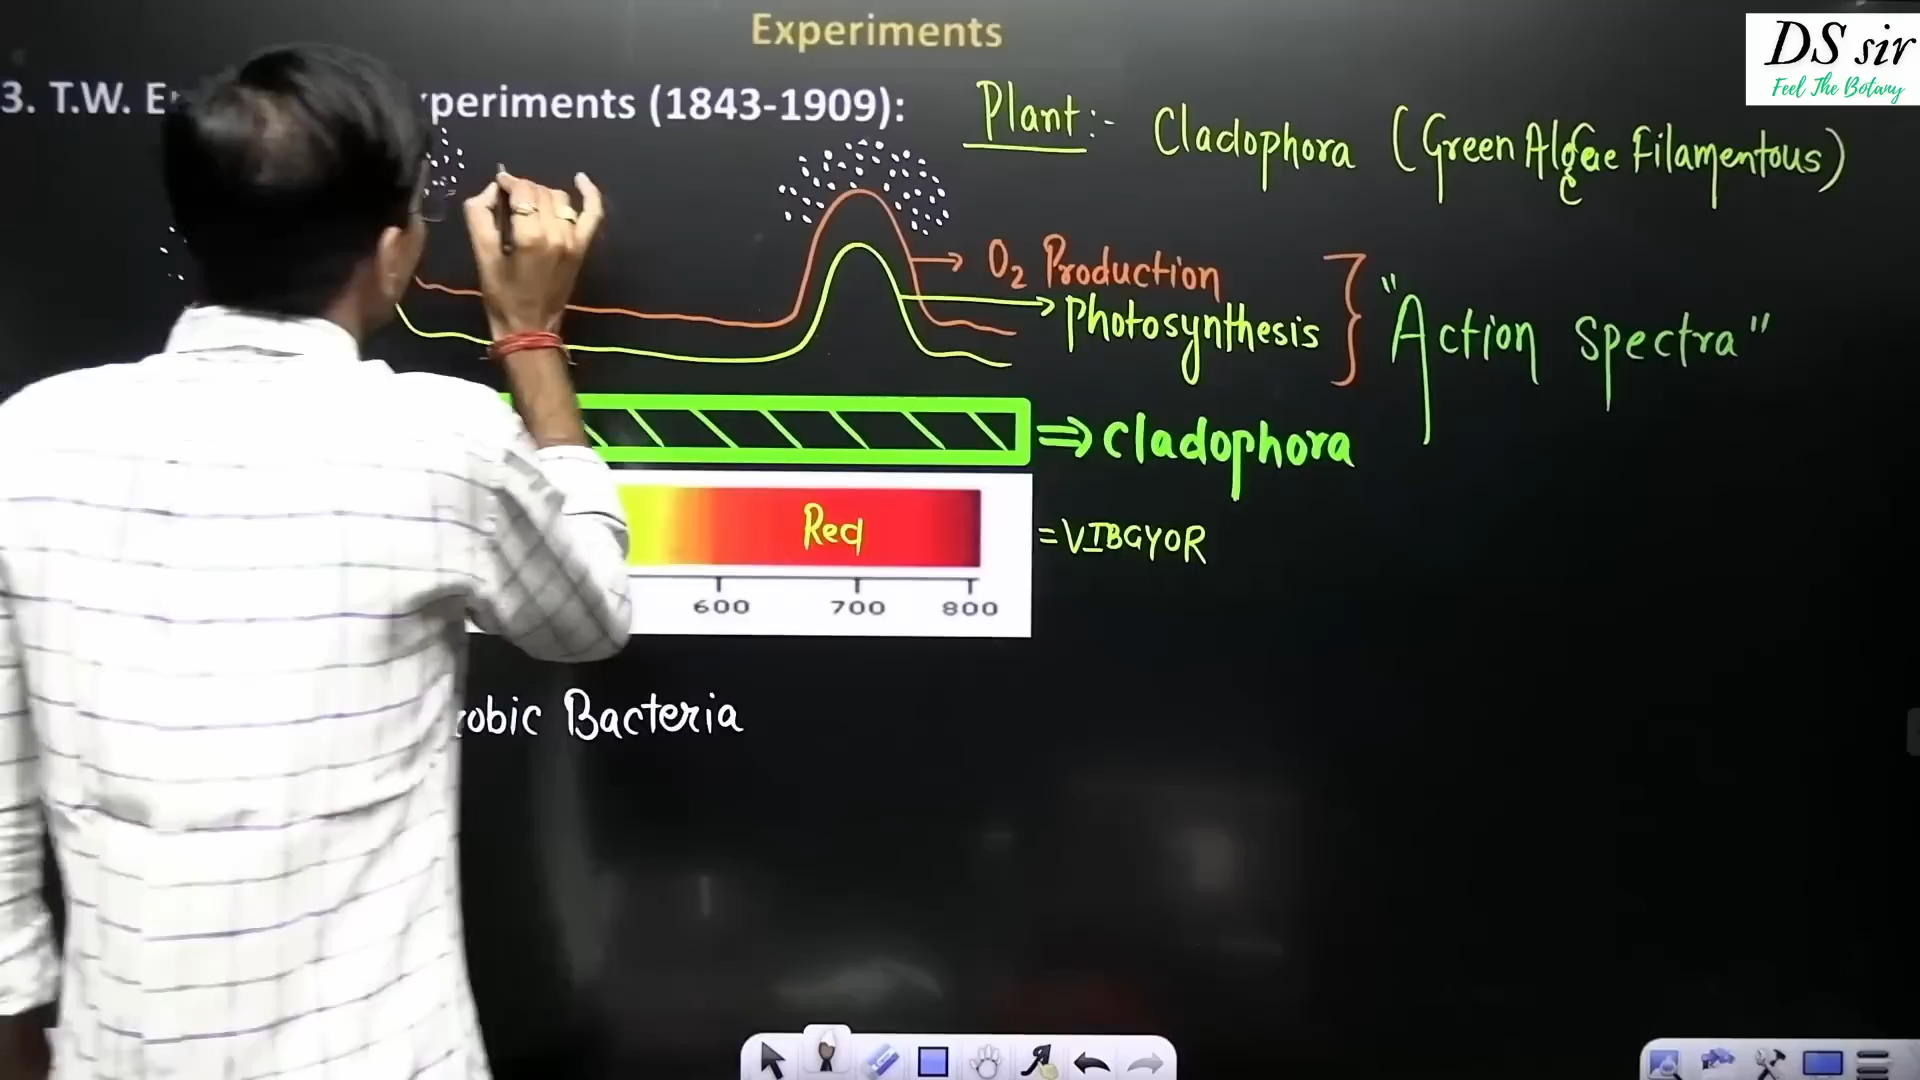 Experiments
DS sir
Feel The Botany
3. T.W. E periments (1843-1909):
Plant:- Cladophora (Green Algae Filamentous)
O2 Production
Photosynthesis
"Action Spectra"
⇒ Cladophora
Red
= VIBGYOR
600 700 800
robic Bacteria